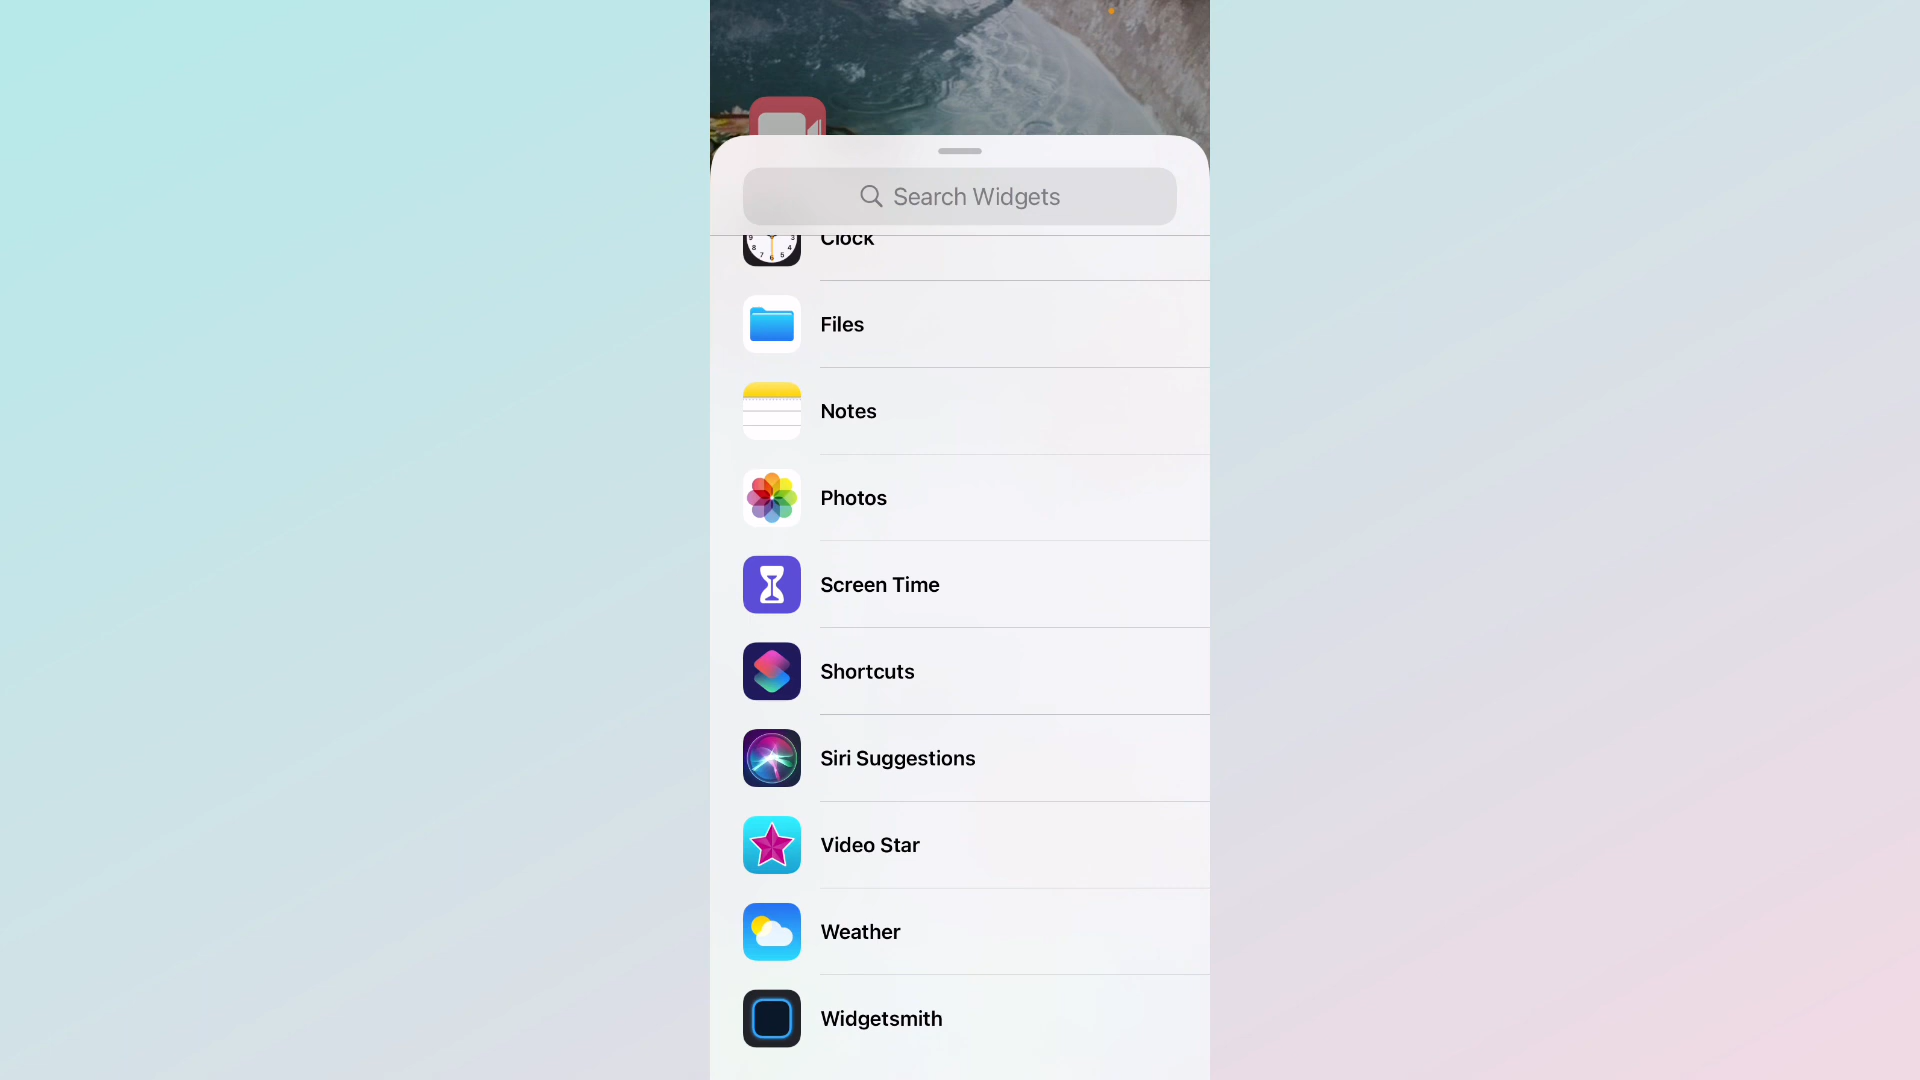 Search Widgets
Clock
Files
Notes
Photos
Screen Time
Shortcuts
Siri Suggestions
Video Star
Weather
Widgetsmith